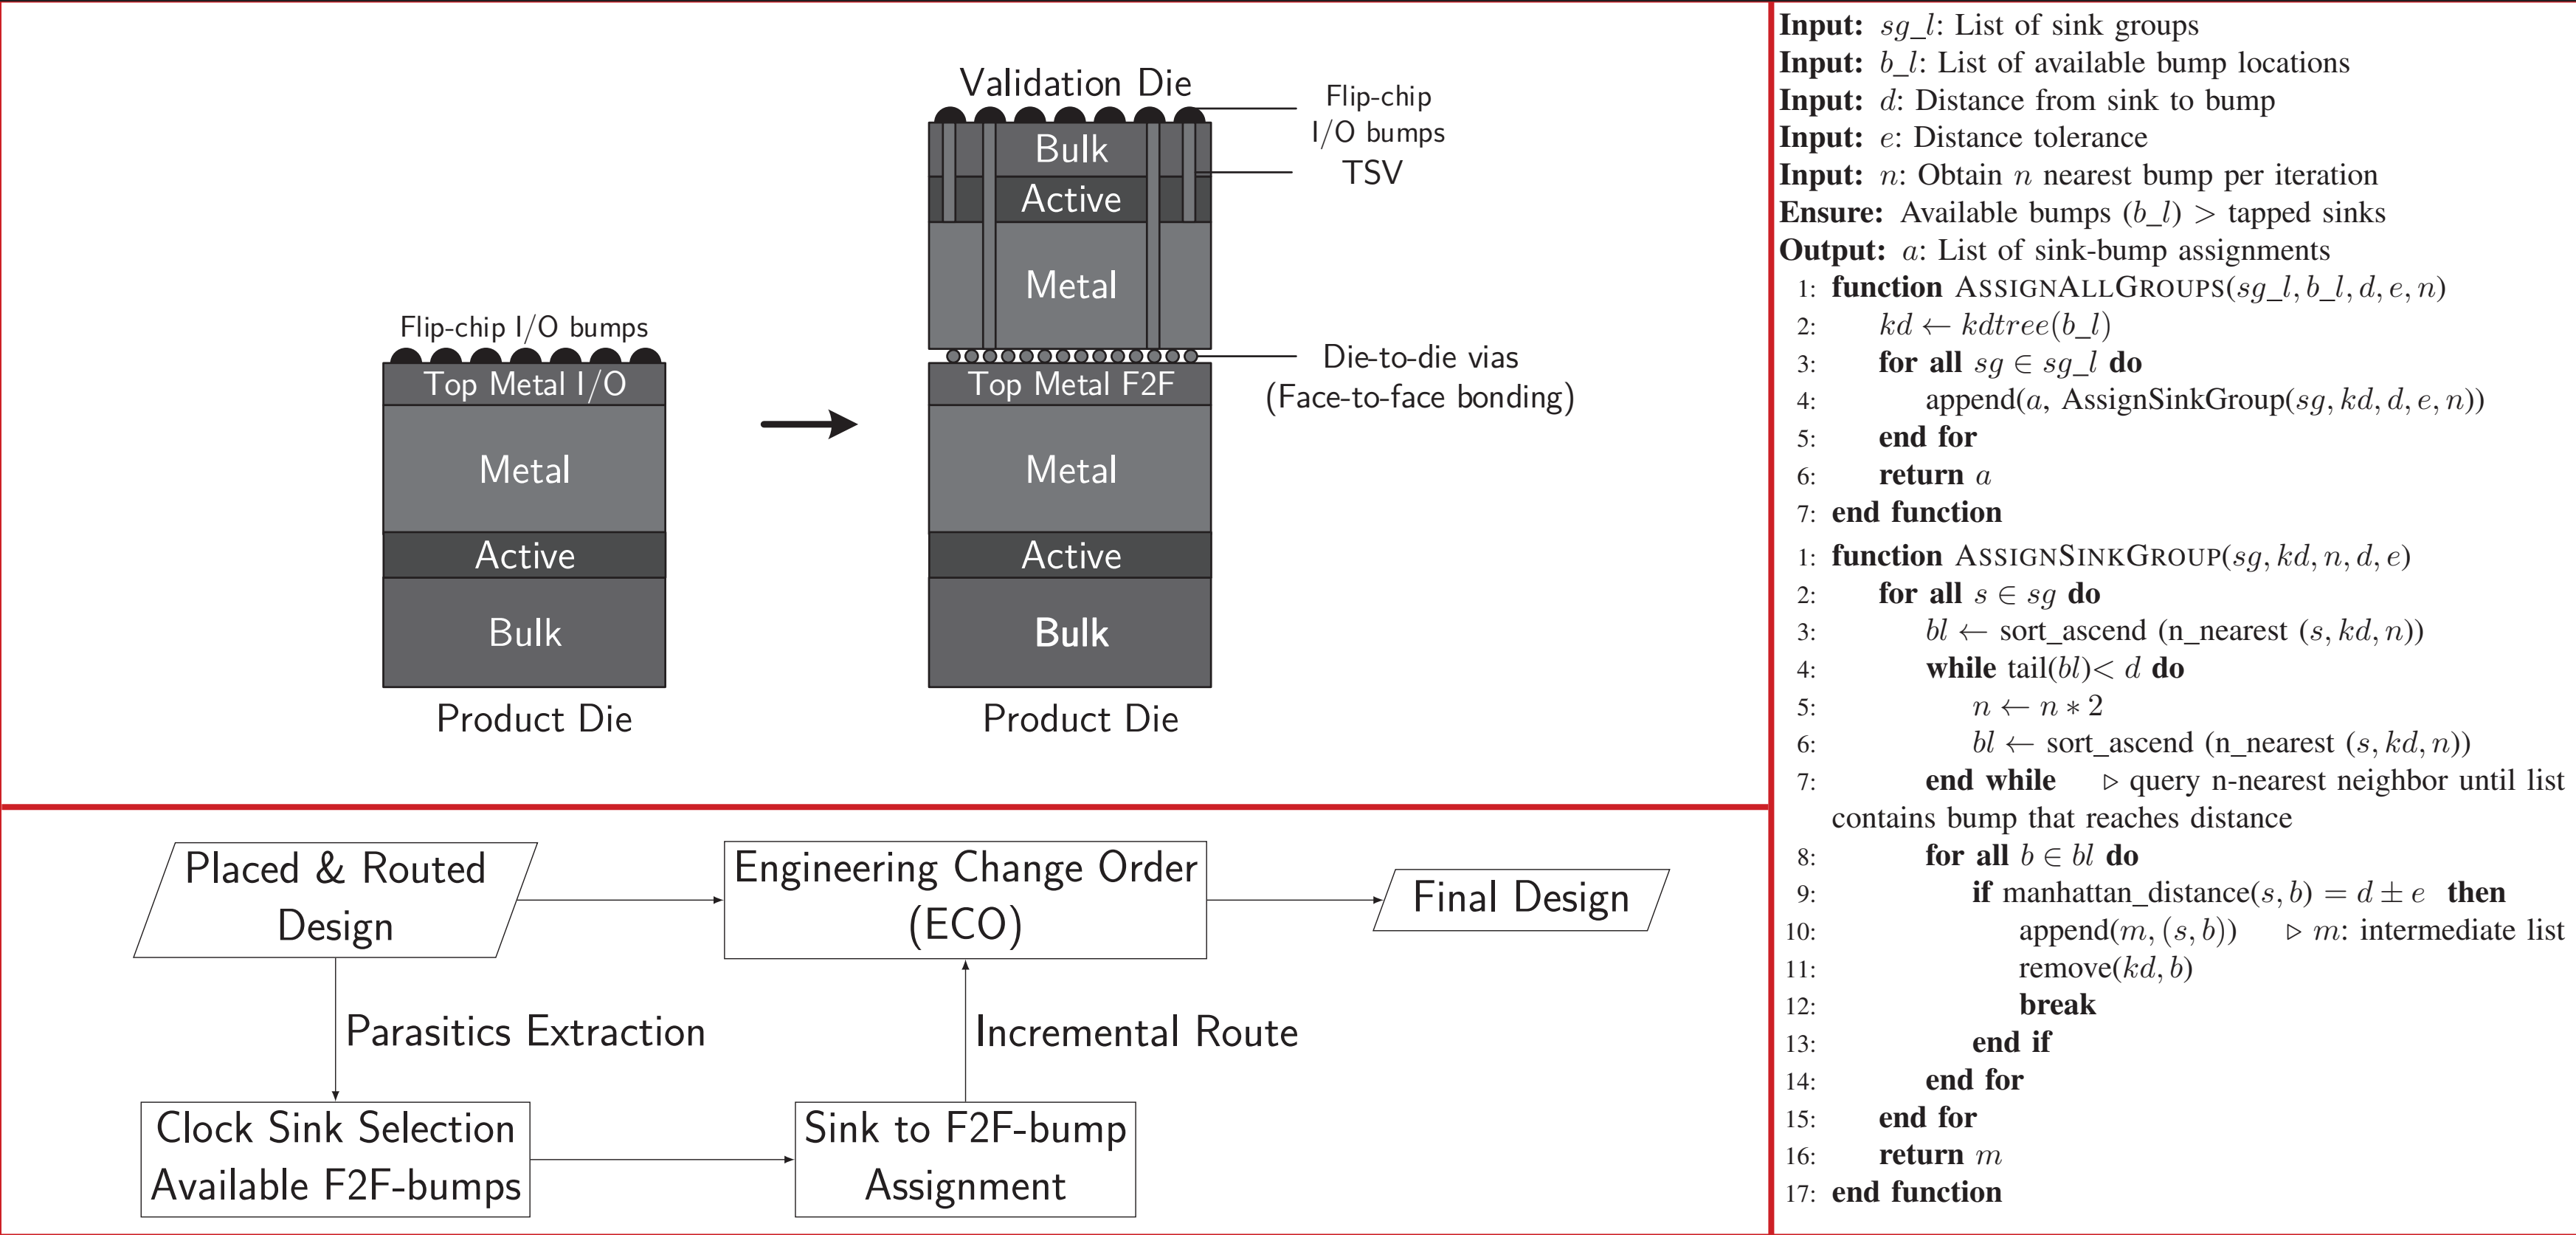 Validation Die
Flip-chip
I/O bumps
TSV
Bulk
Active
Metal
Flip-chip I/O bumps
Top Metal I/O
Metal
Active
Bulk
Product Die
Die-to-die vias
(Face-to-face bonding)
Top Metal F2F
Metal
Active
Bulk
Product Die
Placed & Routed
Design
Engineering Change Order
(ECO)
Final Design
Parasitics Extraction
Incremental Route
Clock Sink Selection
Available F2F-bumps
Sink to F2F-bump
Assignment
Input: sg_l: List of sink groups
Input: b_l: List of available bump locations
Input: d: Distance from sink to bump
Input: e: Distance tolerance
Input: n: Obtain n nearest bump per iteration
Ensure: Available bumps (b_l) > tapped sinks
Output: a: List of sink-bump assignments
1: function ASSIGNALLGROUPS(sg_l, b_l, d, e, n)
2: kd ← kdtree(b_l)
3: for all sg ∈ sg_l do
4: append(a, AssignSinkGroup(sg, kd, d, e, n))
5: end for
6: return a
7: end function
1: function ASSIGNSINKGROUP(sg, kd, n, d, e)
2: for all s ∈ sg do
3: bl ← sort_ascend (n_nearest (s, kd, n))
4: while tail(bl)< d do
5: n ← n * 2
6: bl ← sort_ascend (n_nearest (s, kd, n))
7: end while ▷ query n-nearest neighbor until list
contains bump that reaches distance
8: for all b ∈ bl do
9: if manhattan_distance(s, b) = d ± e then
10: append(m, (s, b)) ▷ m: intermediate list
11: remove(kd, b)
12: break
13: end if
14: end for
15: end for
16: return m
17: end function